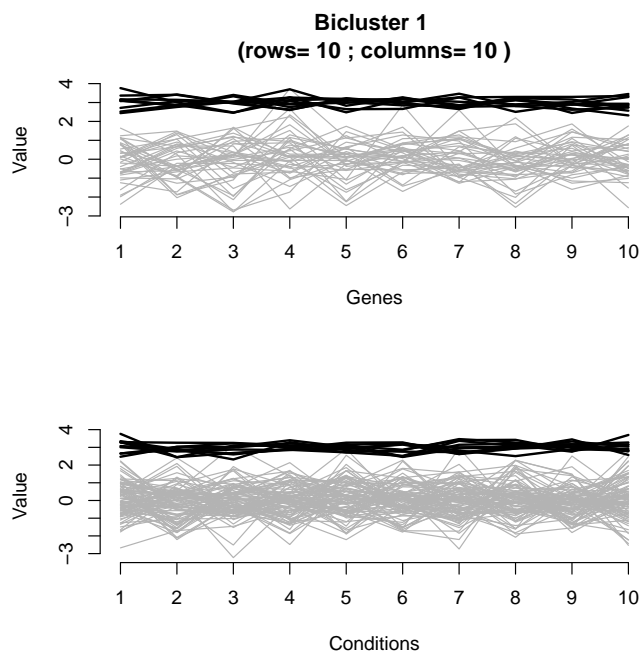 Bicluster 1
(rows= 10 ; columns= 10 )
Value
4
2
0
−3
1 2 3 4 5 6 7 8 9 10
Genes
Value
4
2
0
−3
1 2 3 4 5 6 7 8 9 10
Conditions